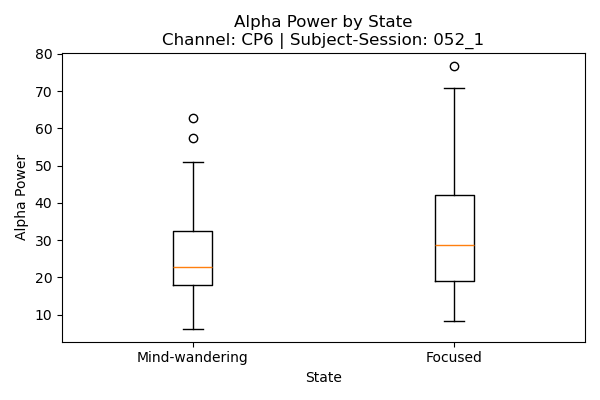 Alpha Power by State
Channel: CP6 | Subject-Session: 052_1
80
70
60
50
40
30
20
10
Alpha Power
Mind-wandering
Focused
State